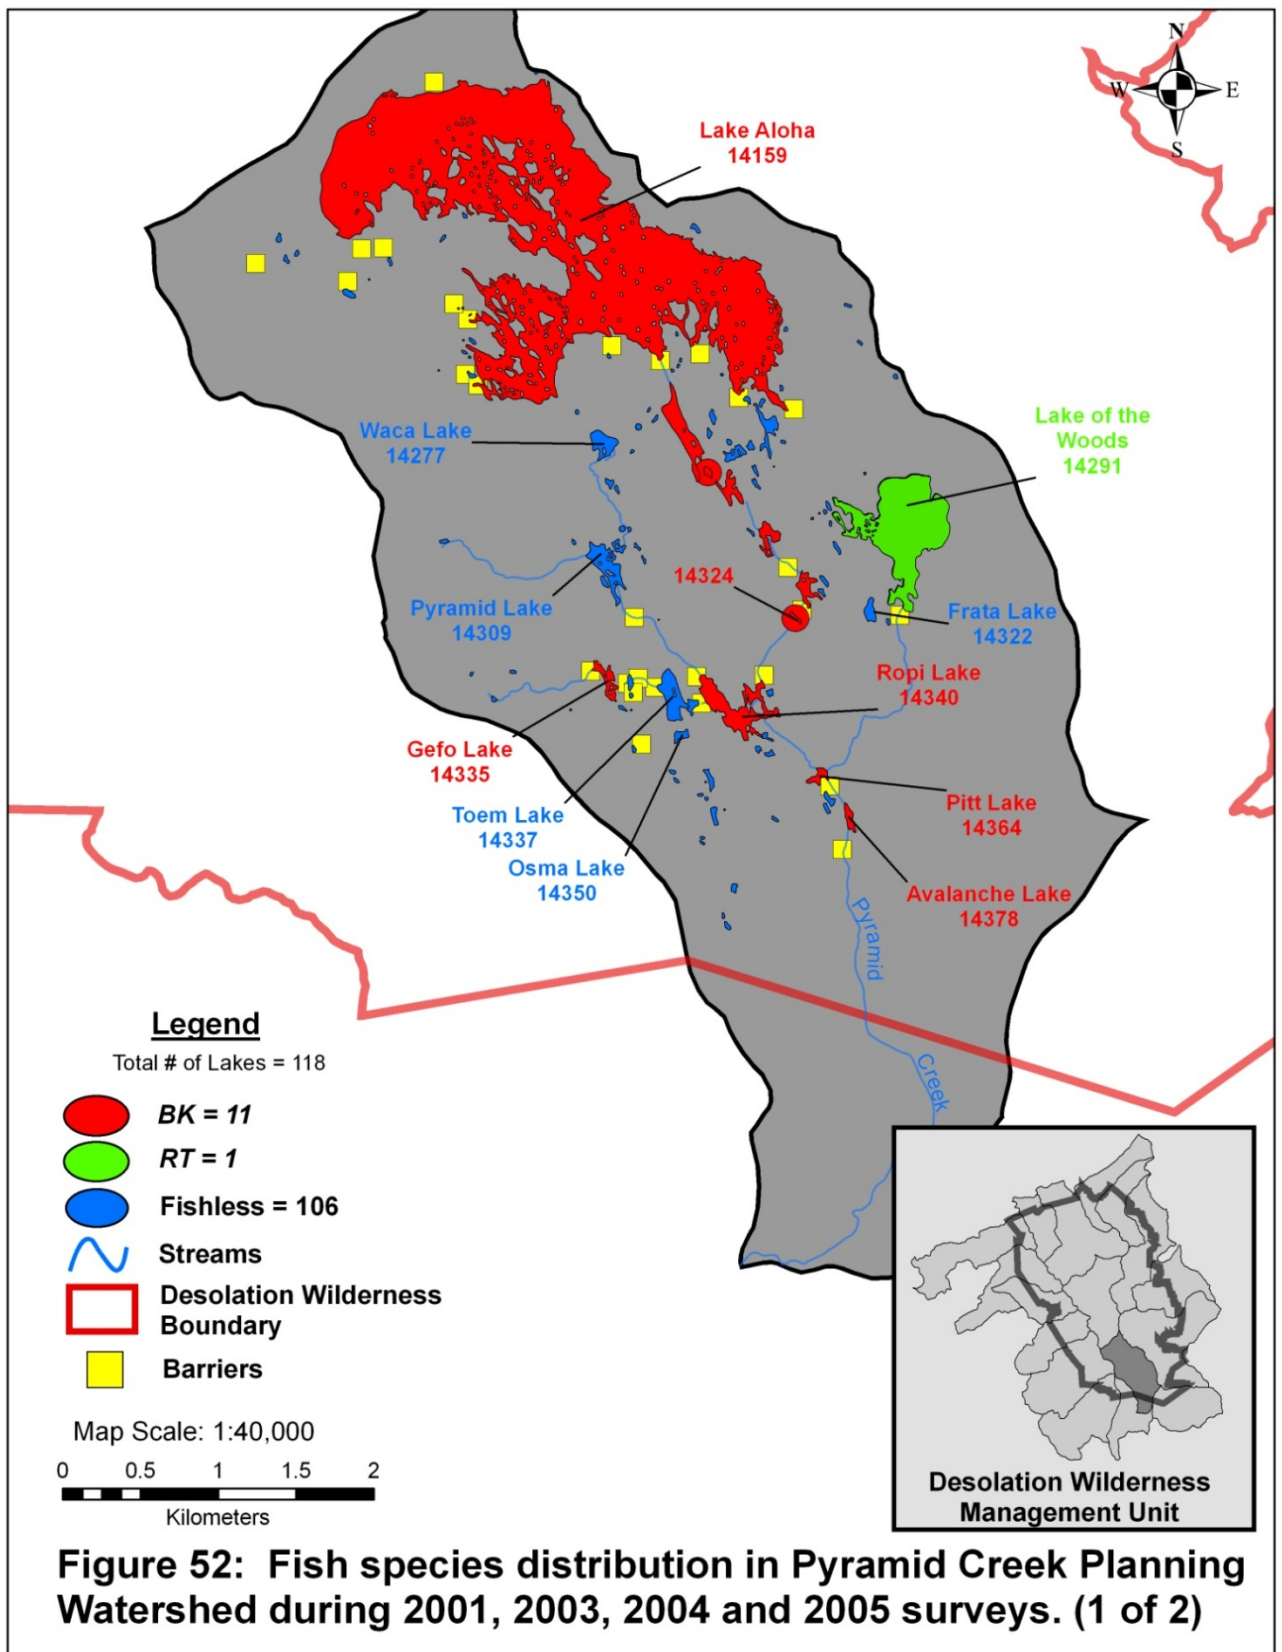 N
W
E
S
Lake Aloha
14159
Waca Lake
14277
Lake of the
Woods
14291
14324
Pyramid Lake
14309
Frata Lake
14322
Ropi Lake
14340
Gefo Lake
14335
Toem Lake
14337
Osma Lake
14350
Pitt Lake
14364
Avalanche Lake
14378
Pyramid
Creek
Legend
Total # of Lakes = 118
BK = 11
RT = 1
Fishless = 106
Streams
Desolation Wilderness
Boundary
Barriers
Map Scale: 1:40,000
0 0.5 1 1.5 2
Kilometers
Desolation Wilderness
Management Unit
Figure 52: Fish species distribution in Pyramid Creek Planning
Watershed during 2001, 2003, 2004 and 2005 surveys. (1 of 2)